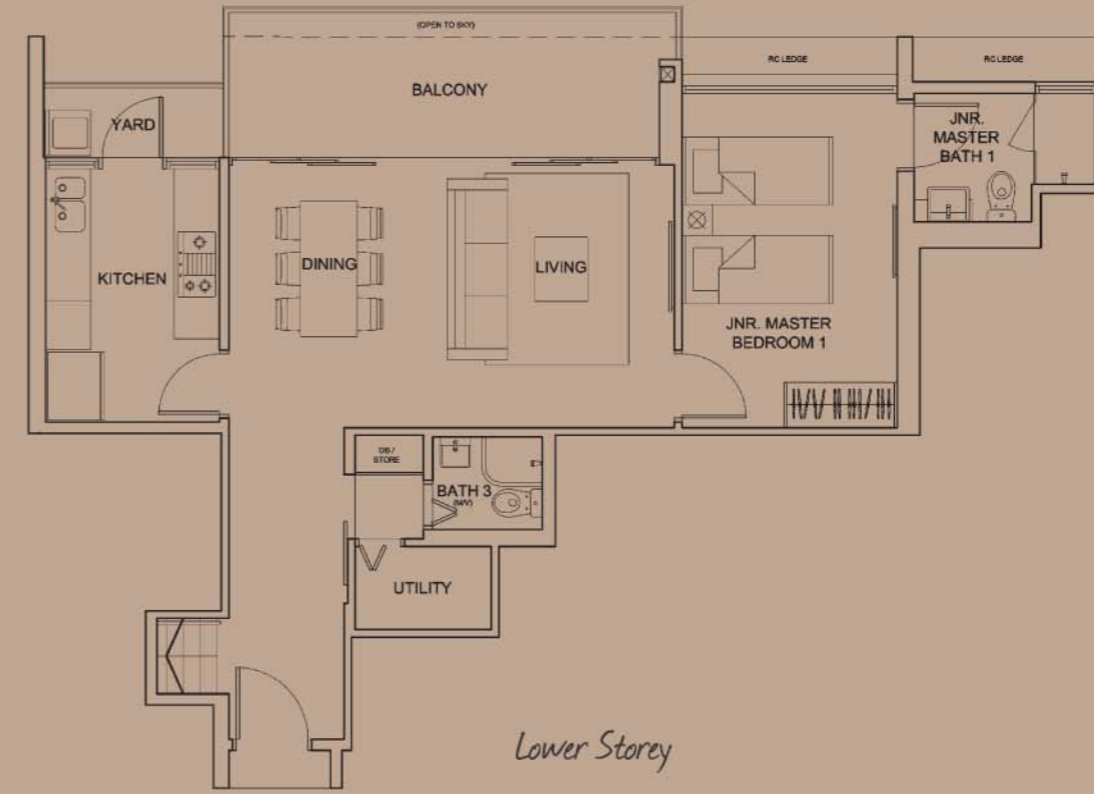 (OPEN TO SKY)
RC LEDGE
RC LEDGE
BALCONY
YARD
JNR.
MASTER
BATH 1
KITCHEN
DINING
LIVING
JNR. MASTER
BEDROOM 1
DB /
STORE
BATH 3
(M/V)
UTILITY
Lower Storey